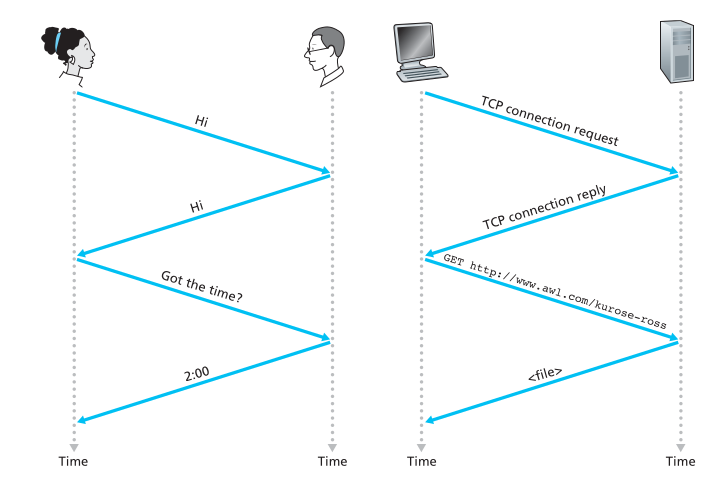 Hi
Hi
Got the time?
2:00
Time
Time
TCP connection request
TCP connection reply
GET http://www.awl.com/kurose-ross
<file>
Time
Time